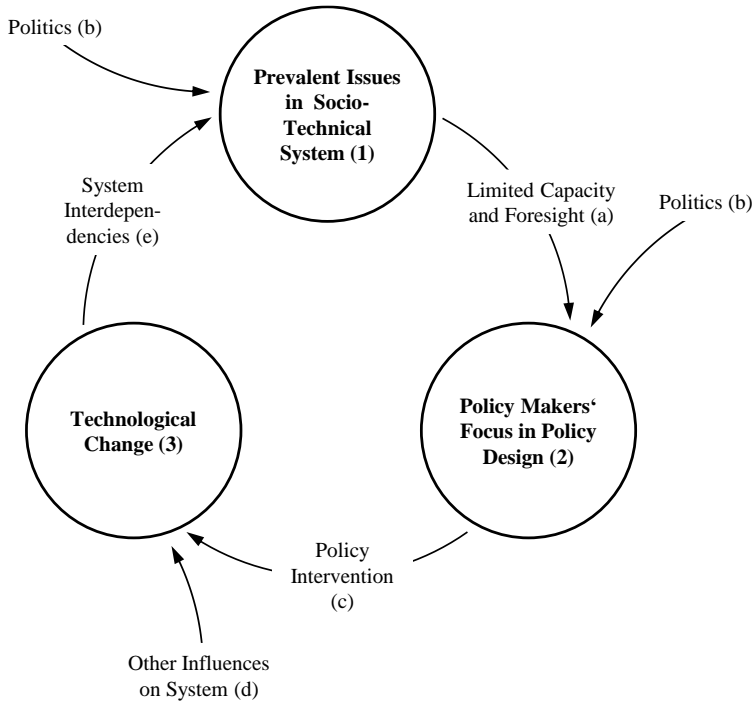 Politics (b)
Prevalent Issues
in Socio-
Technical
System (1)
System
Interdepen-
dencies (e)
Limited Capacity
and Foresight (a)
Politics (b)
Technological
Change (3)
Policy Makers‘
Focus in Policy
Design (2)
Policy
Intervention
(c)
Other Influences
on System (d)